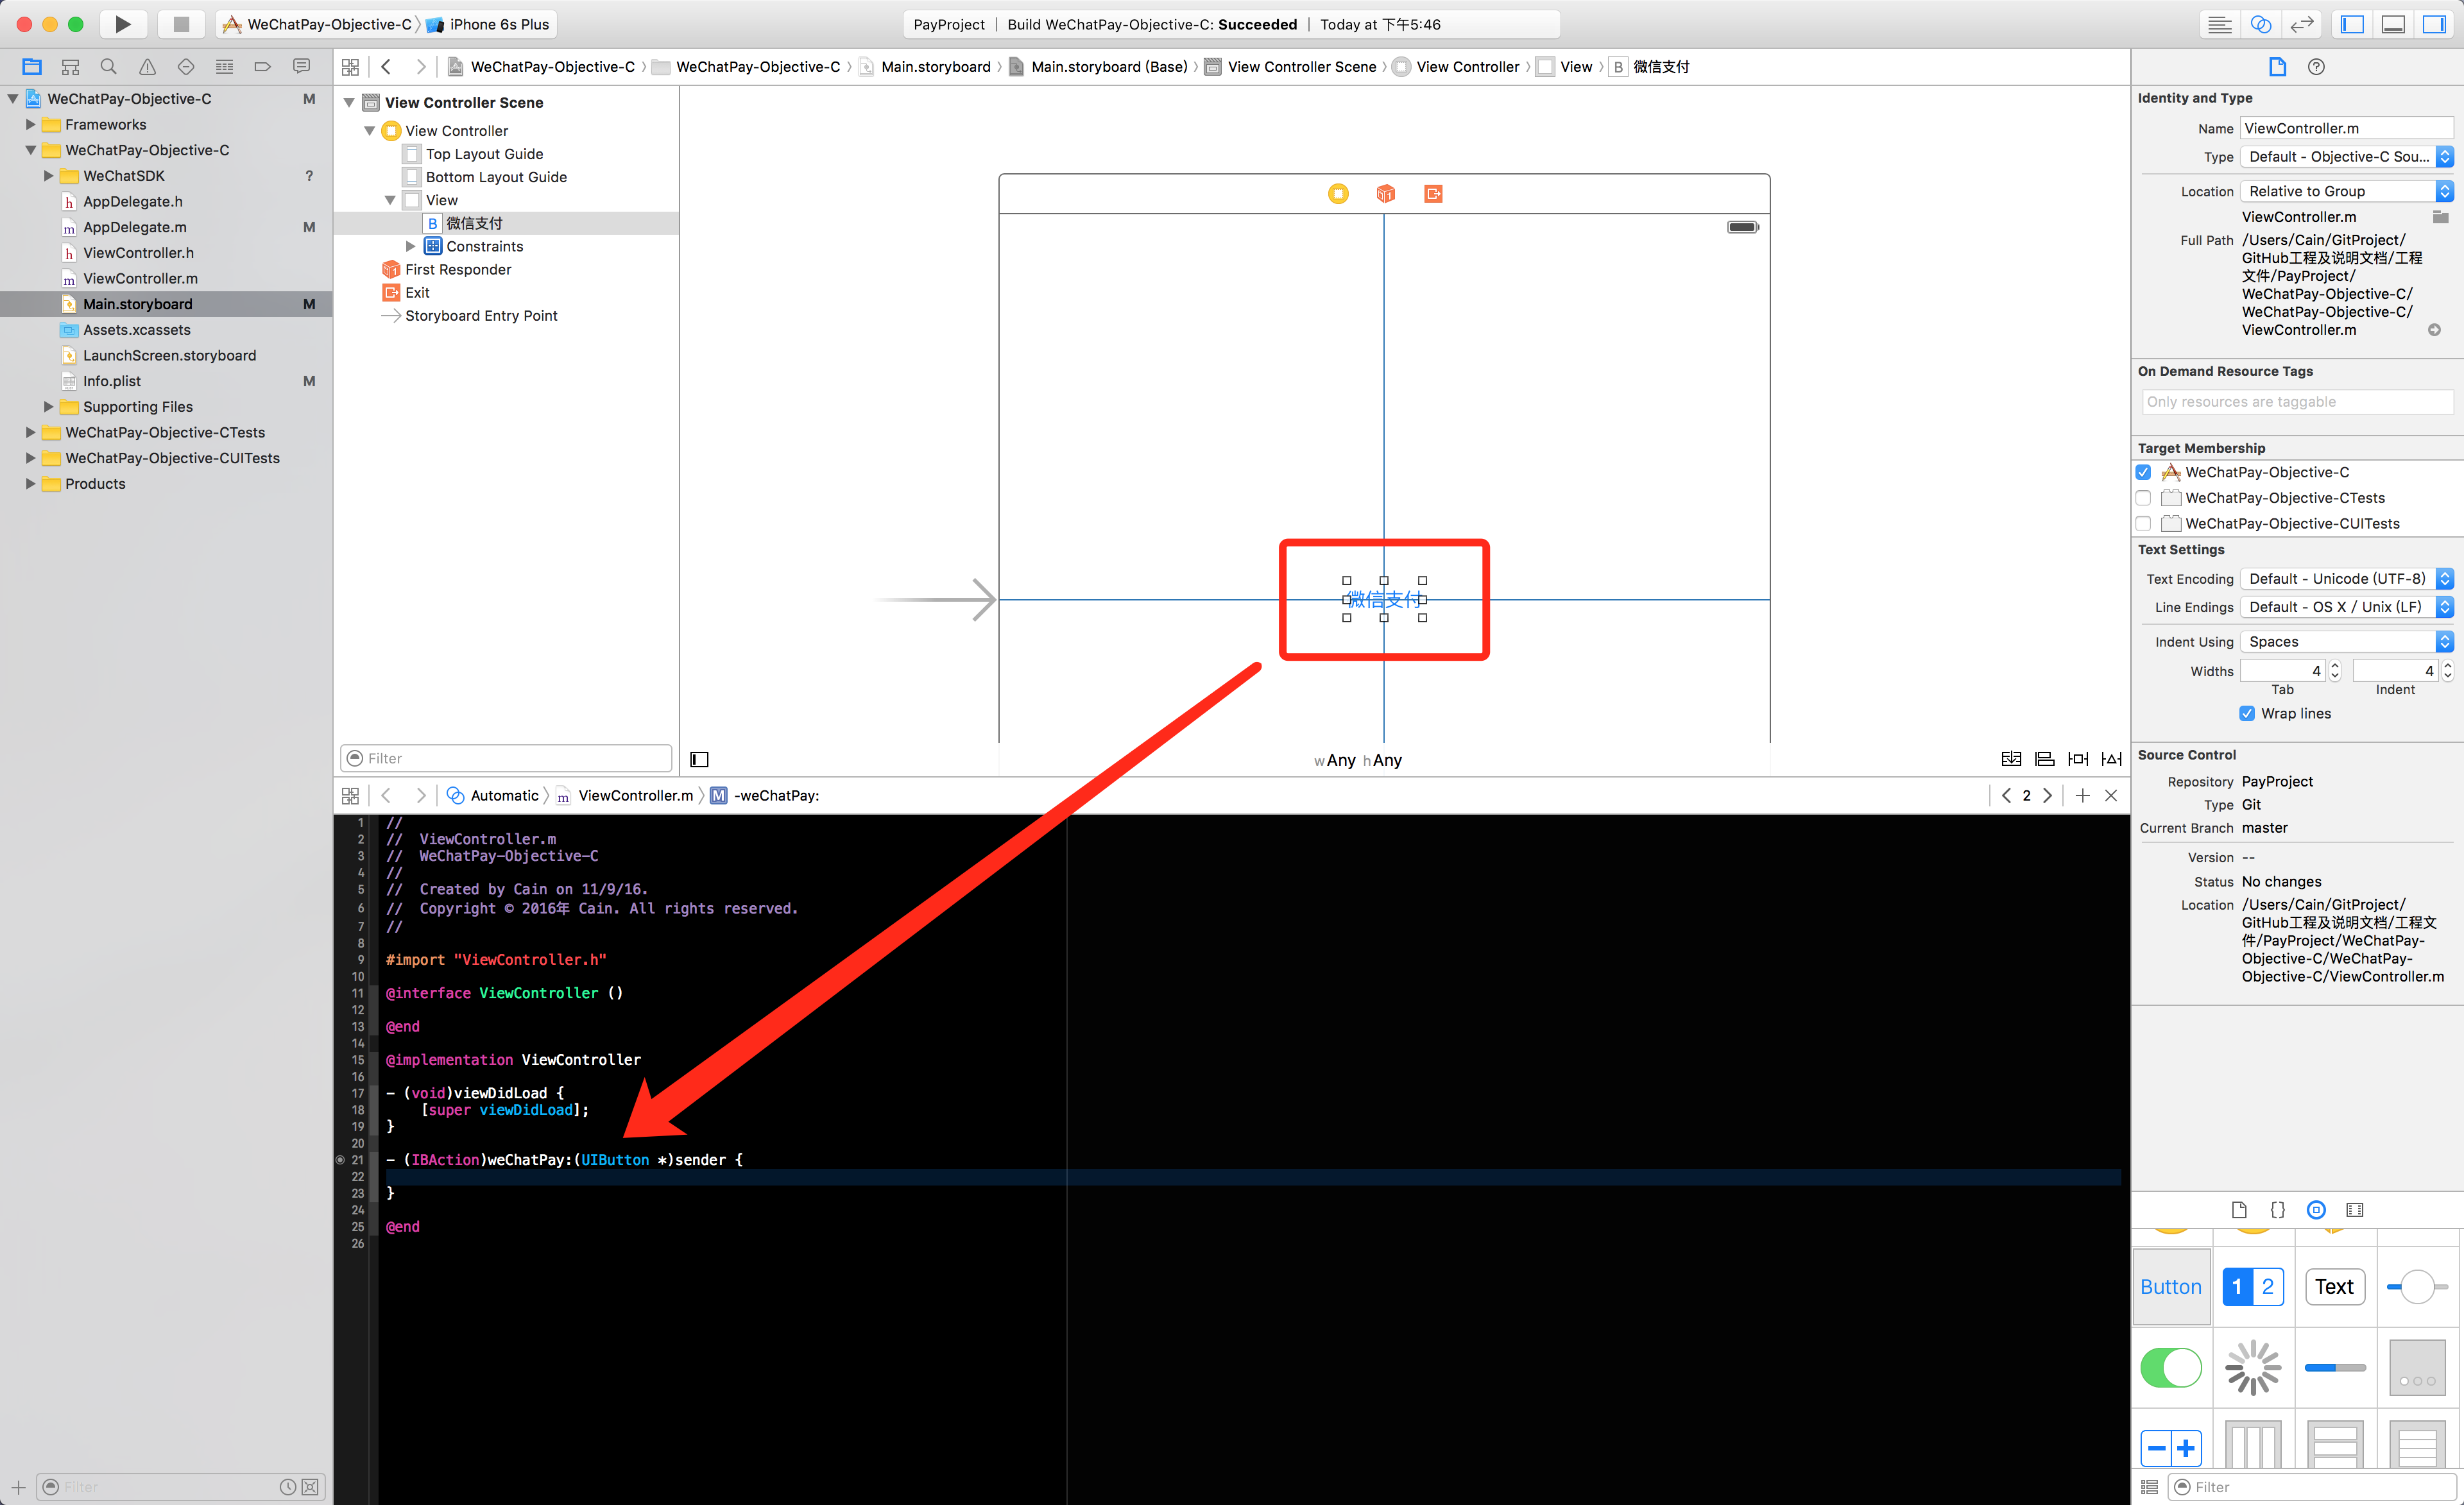 WeChatPay-Objective-C iPhone 6s Plus
PayProject | Build WeChatPay-Objective-C: Succeeded | Today at 下午5:46
WeChatPay-Objective-C M
Frameworks
WeChatPay-Objective-C
WeChatSDK ?
AppDelegate.h
AppDelegate.m M
ViewController.h
ViewController.m
Main.storyboard M
Assets.xcassets
LaunchScreen.storyboard
Info.plist M
Supporting Files
WeChatPay-Objective-CTests
WeChatPay-Objective-CUITests
Products
Filter
WeChatPay-Objective-C WeChatPay-Objective-C Main.storyboard Main.storyboard (Base) View Controller Scene View Controller View B 微信支付
View Controller Scene
View Controller
Top Layout Guide
Bottom Layout Guide
View
B 微信支付
Constraints
First Responder
Exit
Storyboard Entry Point
Filter
微信支付
wAny hAny
Automatic m ViewController.m M -weChatPay:
2
1 //
2 //  ViewController.m
3 //  WeChatPay-Objective-C
4 //
5 //  Created by Cain on 11/9/16.
6 //  Copyright © 2016年 Cain. All rights reserved.
7 //
8
9 #import "ViewController.h"
10
11 @interface ViewController ()
12
13 @end
14
15 @implementation ViewController
16
17 - (void)viewDidLoad {
18     [super viewDidLoad];
19 }
20
21 - (IBAction)weChatPay:(UIButton *)sender {
22
23 }
24
25 @end
26
Identity and Type
Name ViewController.m
Type Default - Objective-C Sou...
Location Relative to Group
ViewController.m
Full Path /Users/Cain/GitProject/
GitHub工程及说明文档/工程
文件/PayProject/
WeChatPay-Objective-C/
WeChatPay-Objective-C/
ViewController.m
On Demand Resource Tags
Only resources are taggable
Target Membership
WeChatPay-Objective-C
WeChatPay-Objective-CTests
WeChatPay-Objective-CUITests
Text Settings
Text Encoding Default - Unicode (UTF-8)
Line Endings Default - OS X / Unix (LF)
Indent Using Spaces
Widths 4 4
Tab Indent
Wrap lines
Source Control
Repository PayProject
Type Git
Current Branch master
Version --
Status No changes
Location /Users/Cain/GitProject/
GitHub工程及说明文档/工程文
件/PayProject/WeChatPay-
Objective-C/WeChatPay-
Objective-C/ViewController.m
Button 1 2 Text
Filter